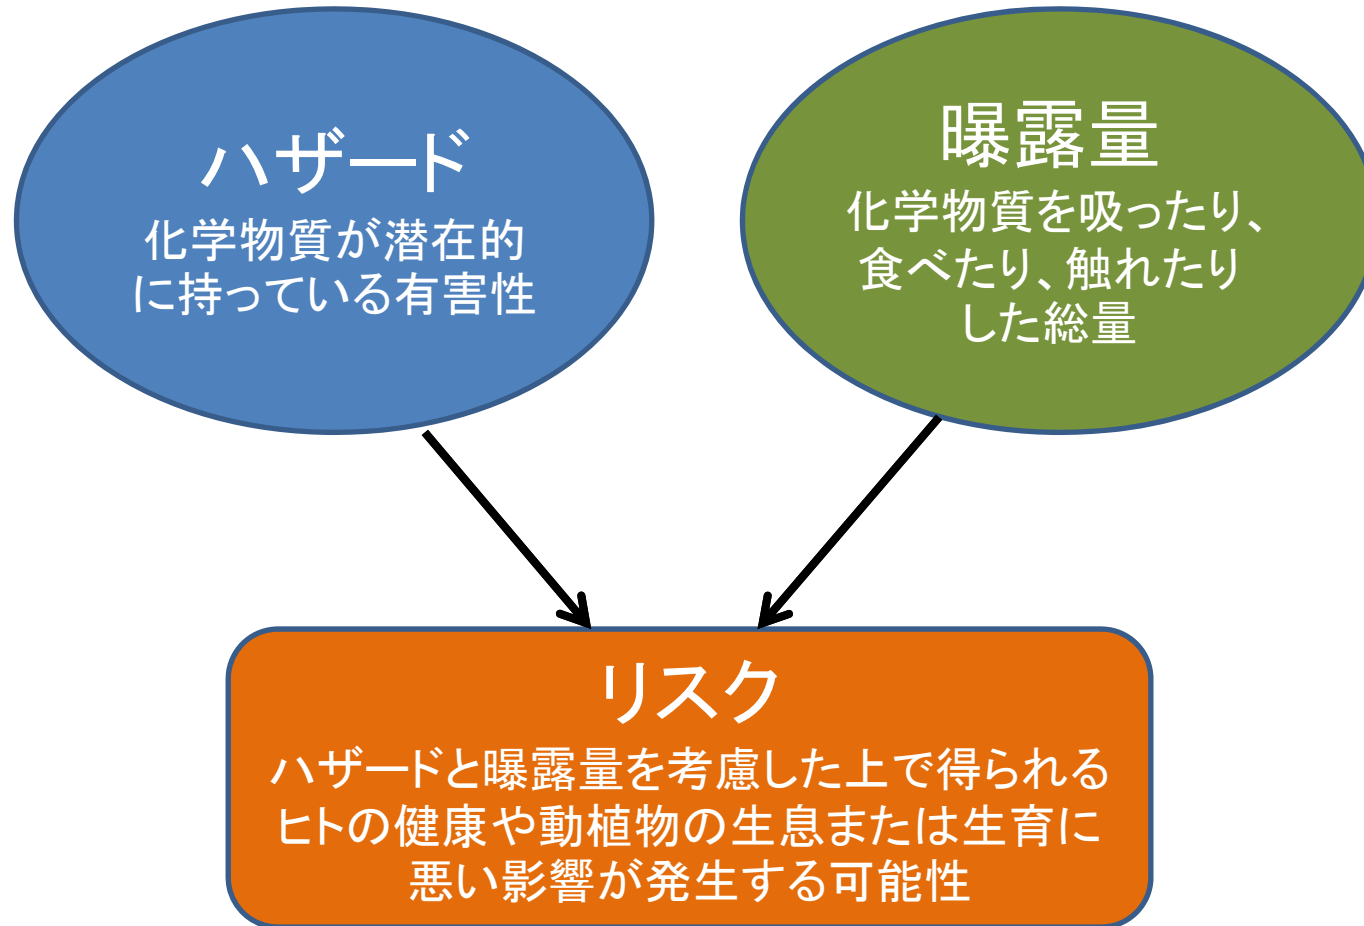 ハザード
化学物質が潜在的
に持っている有害性
曝露量
化学物質を吸ったり、
食べたり、触れたり
した総量
リスク
ハザードと曝露量を考慮した上で得られる
ヒトの健康や動植物の生息または生育に
悪い影響が発生する可能性